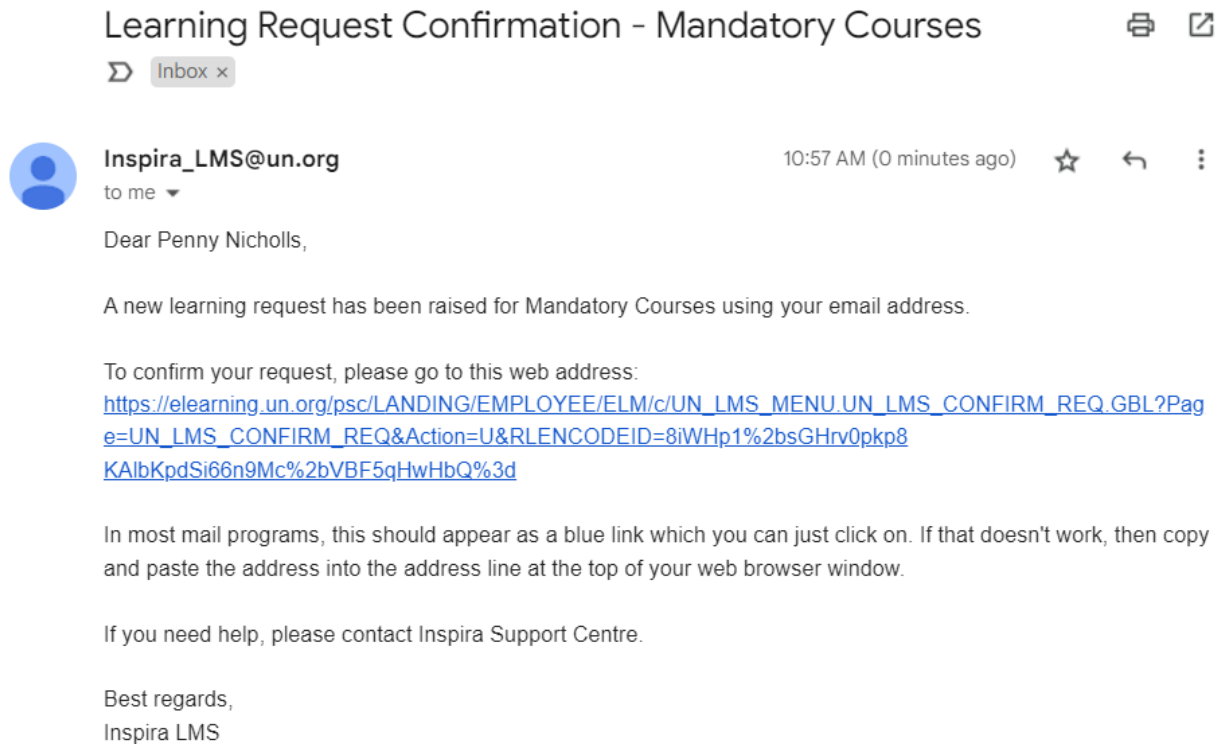 Learning Request Confirmation - Mandatory Courses
Inbox ×
Inspira_LMS@un.org
10:57 AM (0 minutes ago)
to me
Dear Penny Nicholls,
A new learning request has been raised for Mandatory Courses using your email address.
To confirm your request, please go to this web address:
https://elearning.un.org/psc/LANDING/EMPLOYEE/ELM/c/UN_LMS_MENU.UN_LMS_CONFIRM_REQ.GBL?Pag
e=UN_LMS_CONFIRM_REQ&Action=U&RLENCODEID=8iWHp1%2bsGHrv0pkp8
KAlbKpdSi66n9Mc%2bVBF5qHwHbQ%3d
In most mail programs, this should appear as a blue link which you can just click on. If that doesn't work, then copy
and paste the address into the address line at the top of your web browser window.
If you need help, please contact Inspira Support Centre.
Best regards,
Inspira LMS